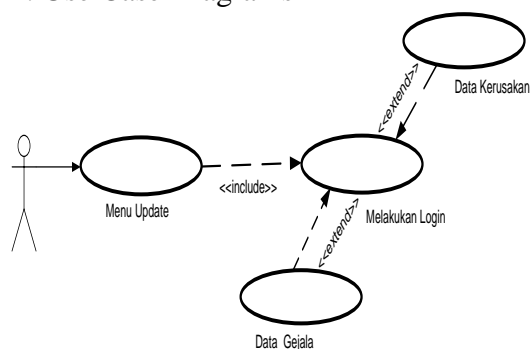 Data Kerusakan
<<extend>>
<<include>>
Menu Update
Melakukan Login
<<extend>>
Data Gejala